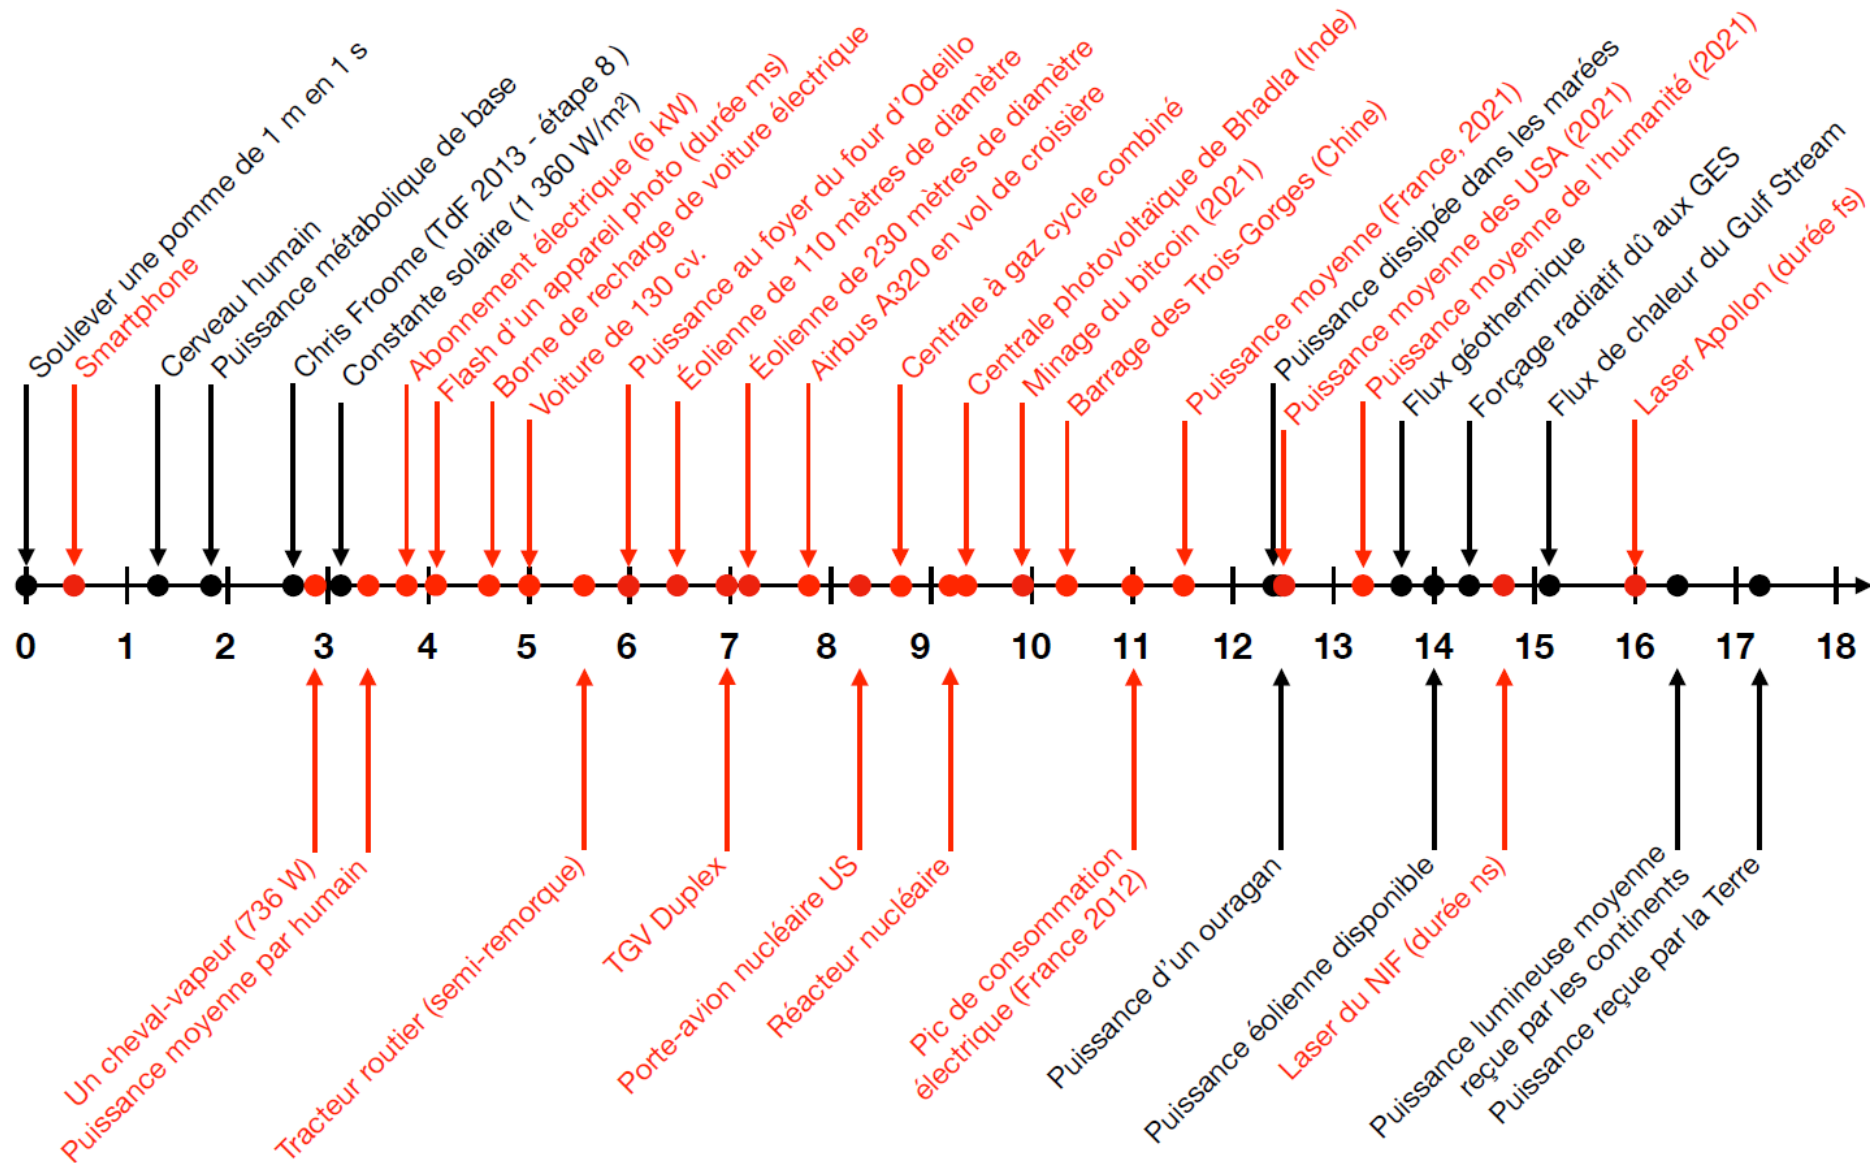 Soulever une pomme de 1 m en 1 s
Smartphone
Cerveau humain
Puissance métabolique de base
Chris Froome (TdF 2013 - étape 8 )
Constante solaire (1 360 W/m²)
Abonnement électrique (6 kW)
Flash d'un appareil photo (durée ms)
Borne de recharge de voiture électrique
Voiture de 130 cv.
Puissance au foyer du four d'Odeillo
Éolienne de 110 mètres de diamètre
Éolienne de 230 mètres de diamètre
Airbus A320 en vol de croisière
Centrale à gaz cycle combiné
Centrale photovoltaïque de Bhadla (Inde)
Minage du bitcoin (2021)
Barrage des Trois-Gorges (Chine)
Puissance moyenne (France, 2021)
Puissance dissipée dans les marées
Puissance moyenne des USA (2021)
Puissance moyenne de l'humanité (2021)
Flux géothermique
Forçage radiatif dû aux GES
Flux de chaleur du Gulf Stream
Laser Apollon (durée fs)
0 1 2 3 4 5 6 7 8 9 10 11 12 13 14 15 16 17 18
Un cheval-vapeur (736 W)
Puissance moyenne par humain
Tracteur routier (semi-remorque)
TGV Duplex
Porte-avion nucléaire US
Réacteur nucléaire
Pic de consommation
électrique (France 2012)
Puissance d'un ouragan
Puissance éolienne disponible
Laser du NIF (durée ns)
Puissance lumineuse moyenne
reçue par les continents
Puissance reçue par la Terre